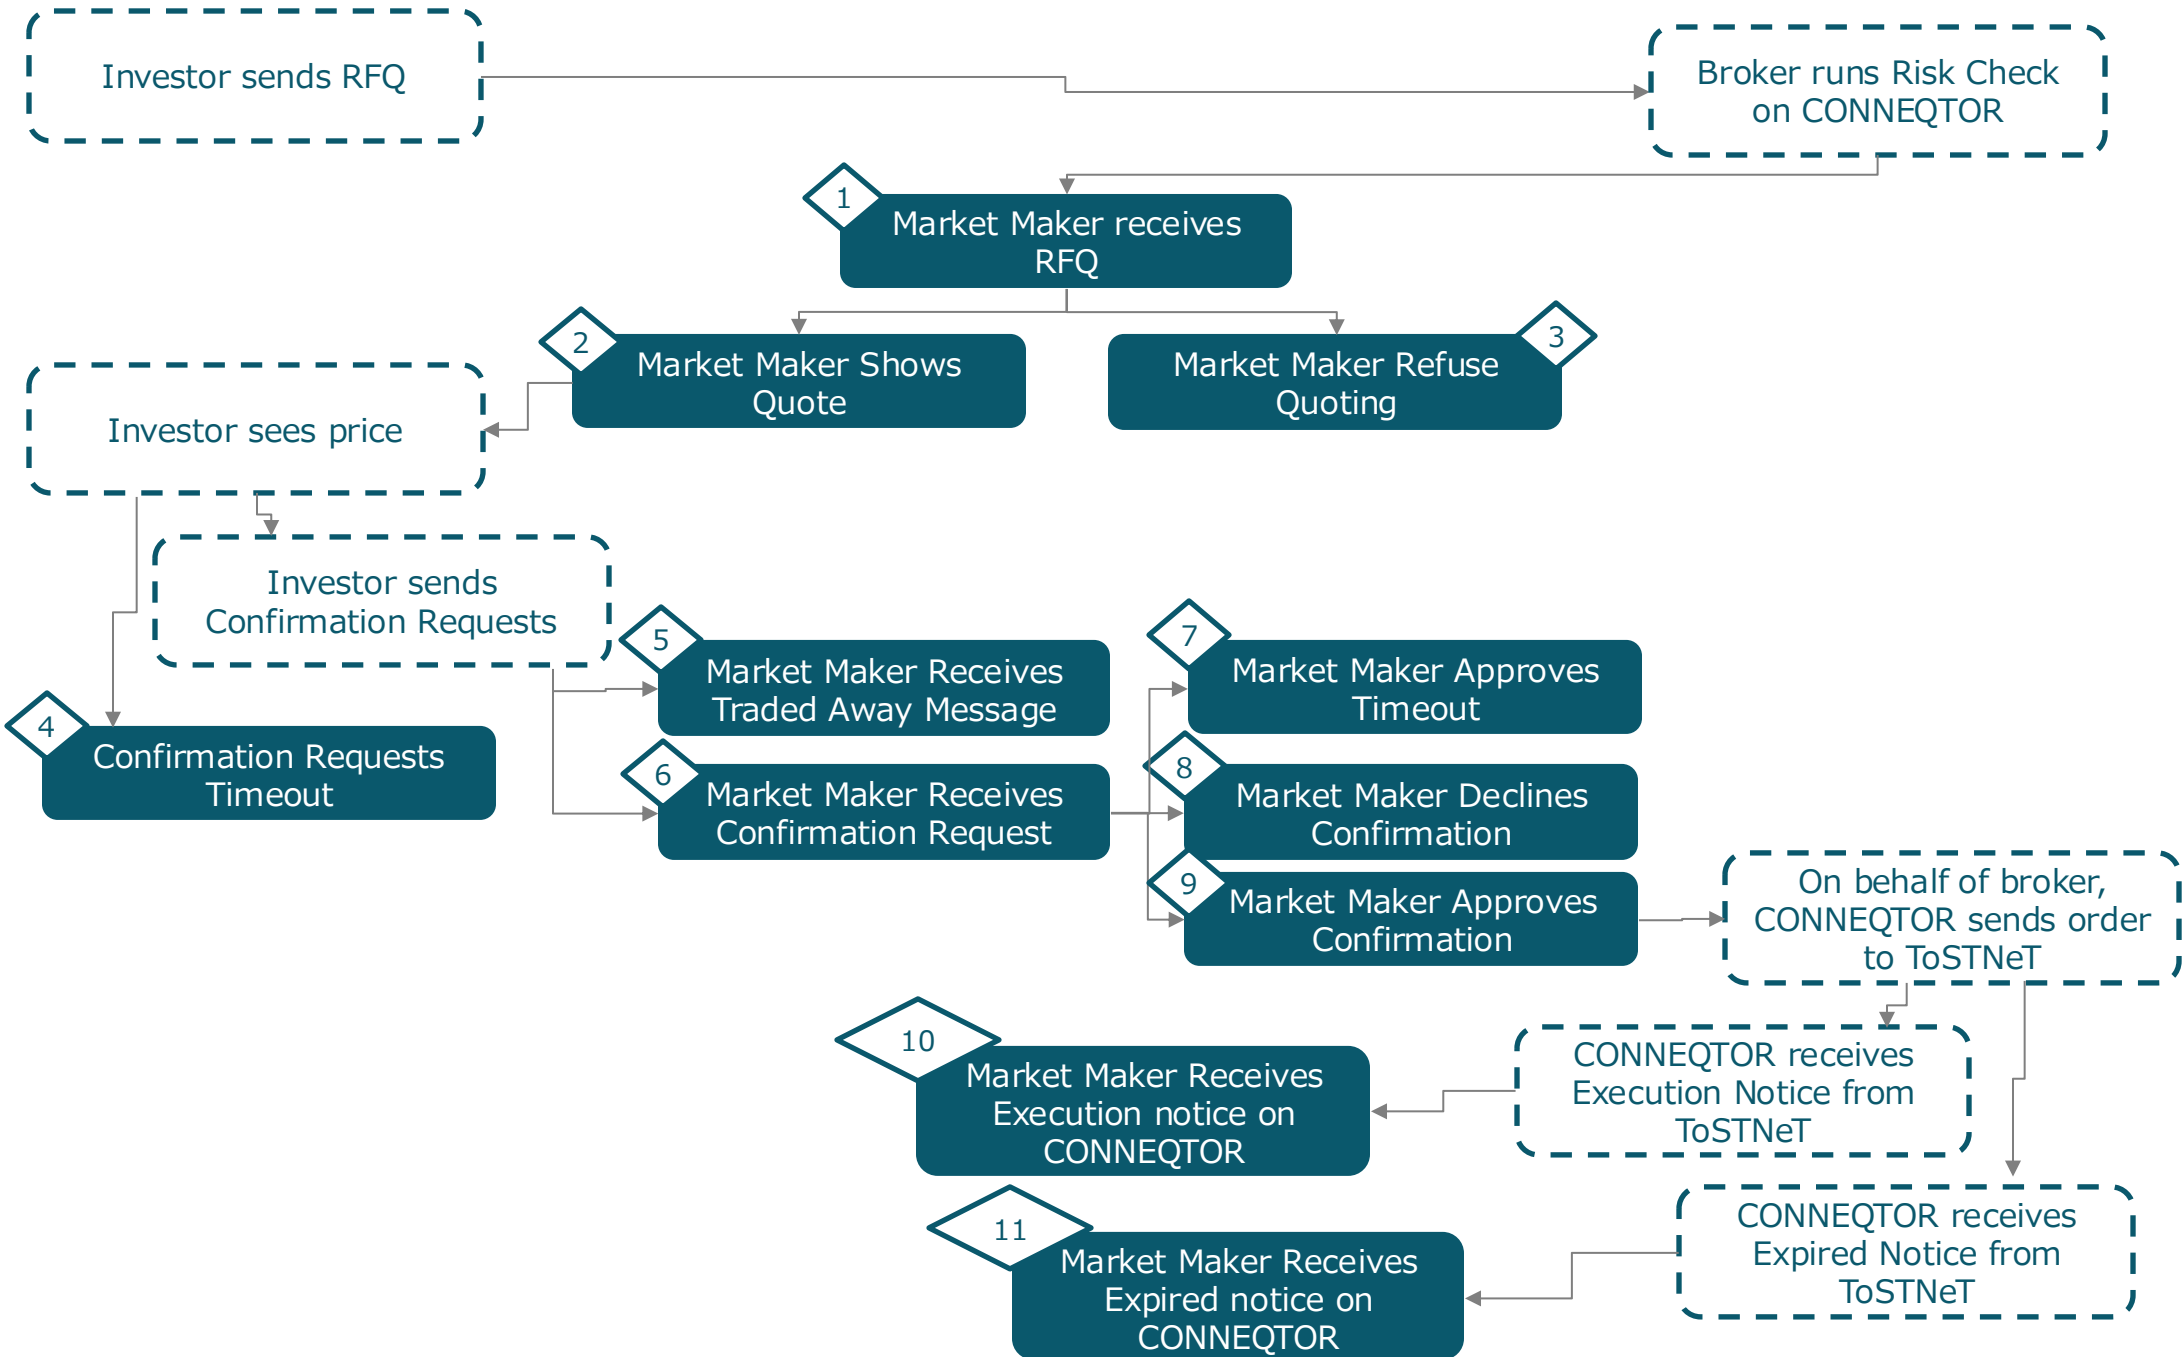 Investor sends RFQ
Broker runs Risk Check
on CONNEQTOR
1
Market Maker receives
RFQ
2
Market Maker Shows
Quote
3
Market Maker Refuse
Quoting
Investor sees price
Investor sends
Confirmation Requests
4
Confirmation Requests
Timeout
5
Market Maker Receives
Traded Away Message
6
Market Maker Receives
Confirmation Request
7
Market Maker Approves
Timeout
8
Market Maker Declines
Confirmation
9
Market Maker Approves
Confirmation
On behalf of broker,
CONNEQTOR sends order
to ToSTNeT
CONNEQTOR receives
Execution Notice from
ToSTNeT
10
Market Maker Receives
Execution notice on
CONNEQTOR
CONNEQTOR receives
Expired Notice from
ToSTNeT
11
Market Maker Receives
Expired notice on
CONNEQTOR